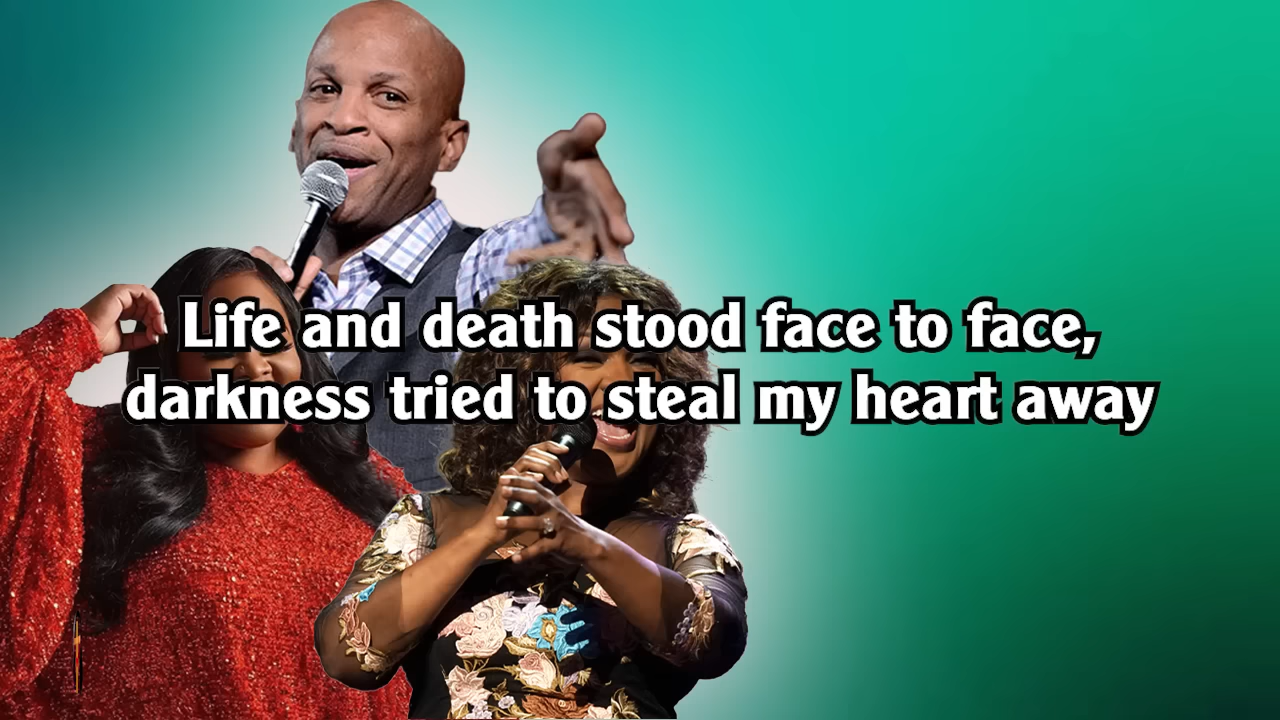 Life and death stood face to face,
darkness tried to steal my heart away